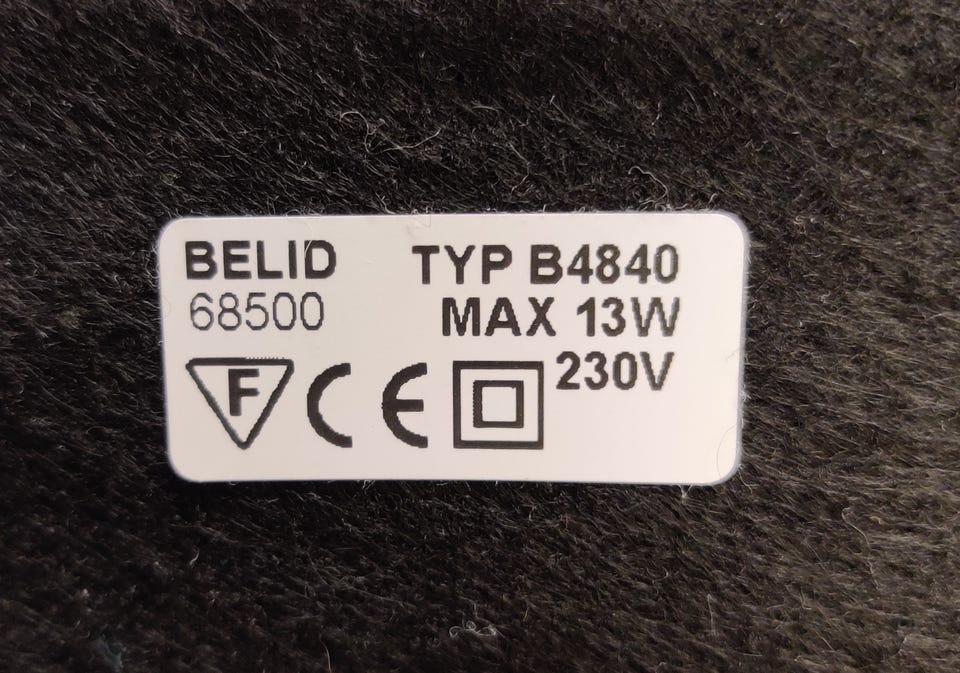 BELID
68500
TYP B4840
MAX 13W
230V
F CE